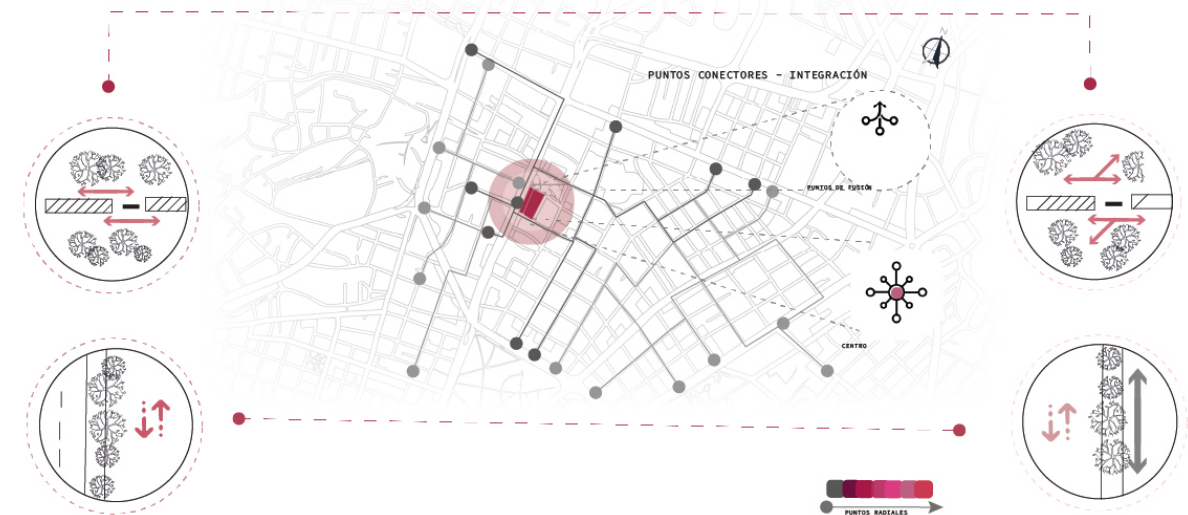 N
PUNTOS CONECTORES - INTEGRACIÓN
PUNTOS DE FUSIÓN
CENTRO
PUNTOS RADIALES